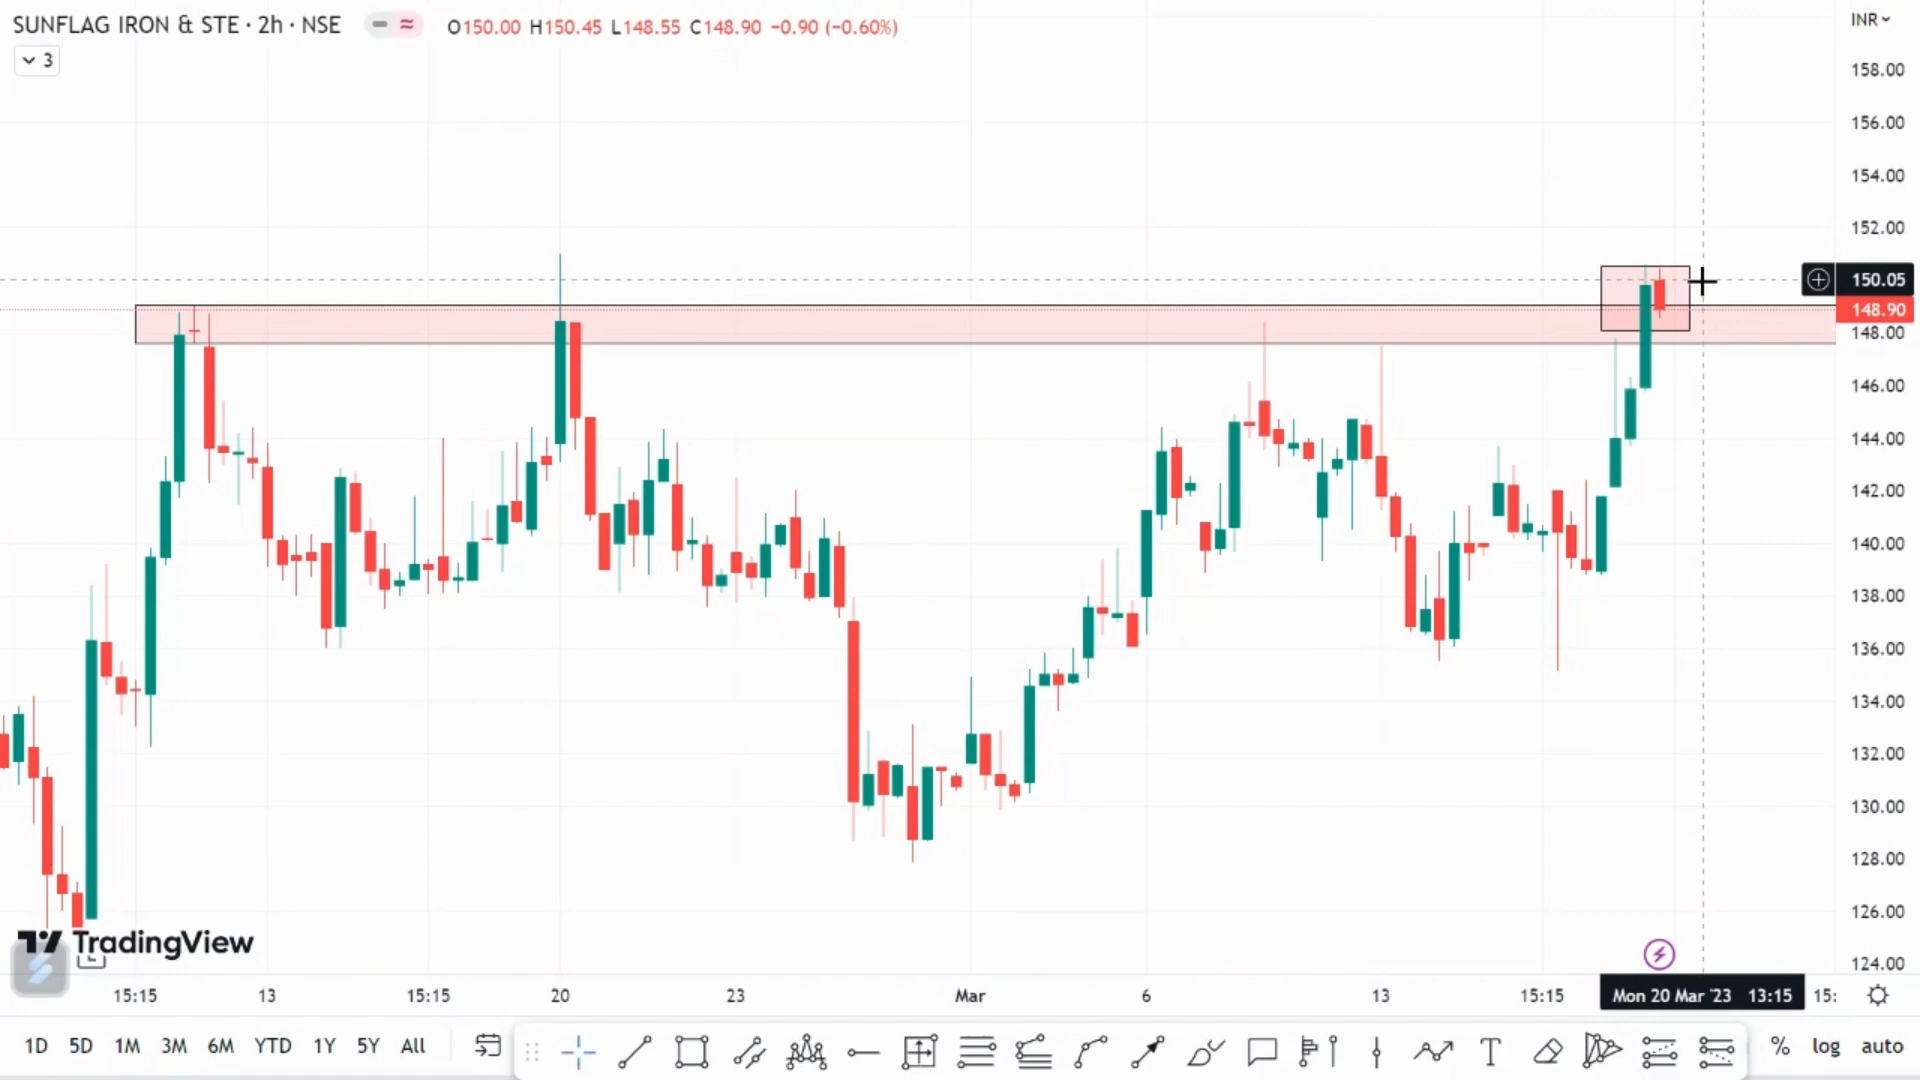 SUNFLAG IRON & STE · 2h · NSE
O150.00 H150.45 L148.55 C148.90 −0.90 (−0.60%)
INR
3
158.00
156.00
154.00
152.00
150.05
148.90
148.00
146.00
144.00
142.00
140.00
138.00
136.00
134.00
132.00
130.00
128.00
126.00
124.00
TradingView
15:15 13 15:15 20 23 Mar 6 13 15:15 Mon 20 Mar '23 13:15 15:
1D 5D 1M 3M 6M YTD 1Y 5Y All
% log auto